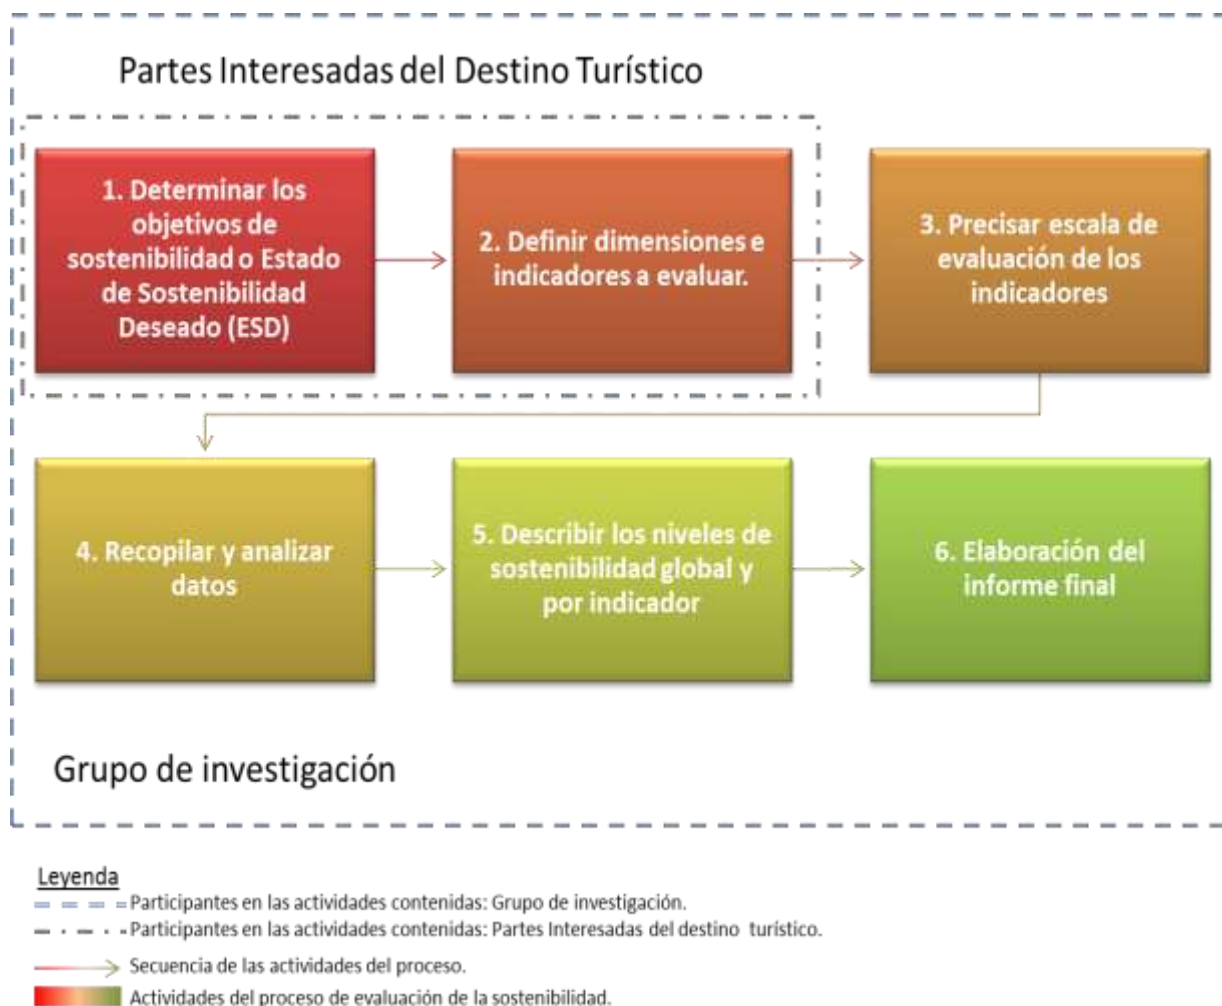 Partes Interesadas del Destino Turístico
1. Determinar los
objetivos de
sostenibilidad o Estado
de Sostenibilidad
Deseado (ESD)
2. Definir dimensiones e
indicadores a evaluar.
3. Precisar escala de
evaluación de los
indicadores
4. Recopilar y analizar
datos
5. Describir los niveles de
sostenibilidad global y
por indicador
6. Elaboración del
informe final
Grupo de investigación
Leyenda
Participantes en las actividades contenidas: Grupo de investigación.
Participantes en las actividades contenidas: Partes Interesadas del destino turístico.
Secuencia de las actividades del proceso.
Actividades del proceso de evaluación de la sostenibilidad.